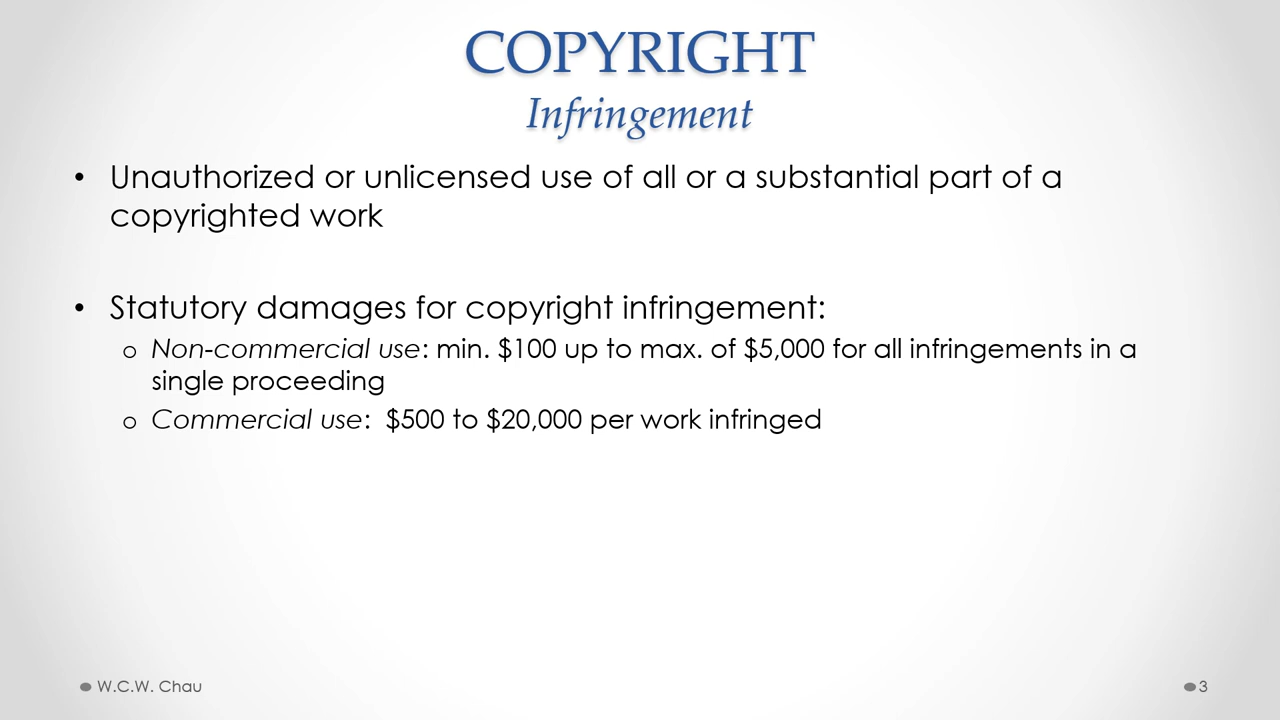 COPYRIGHT
Infringement
• Unauthorized or unlicensed use of all or a substantial part of a
copyrighted work
• Statutory damages for copyright infringement:
o Non-commercial use: min. $100 up to max. of $5,000 for all infringements in a
single proceeding
o Commercial use:  $500 to $20,000 per work infringed
W.C.W. Chau
3